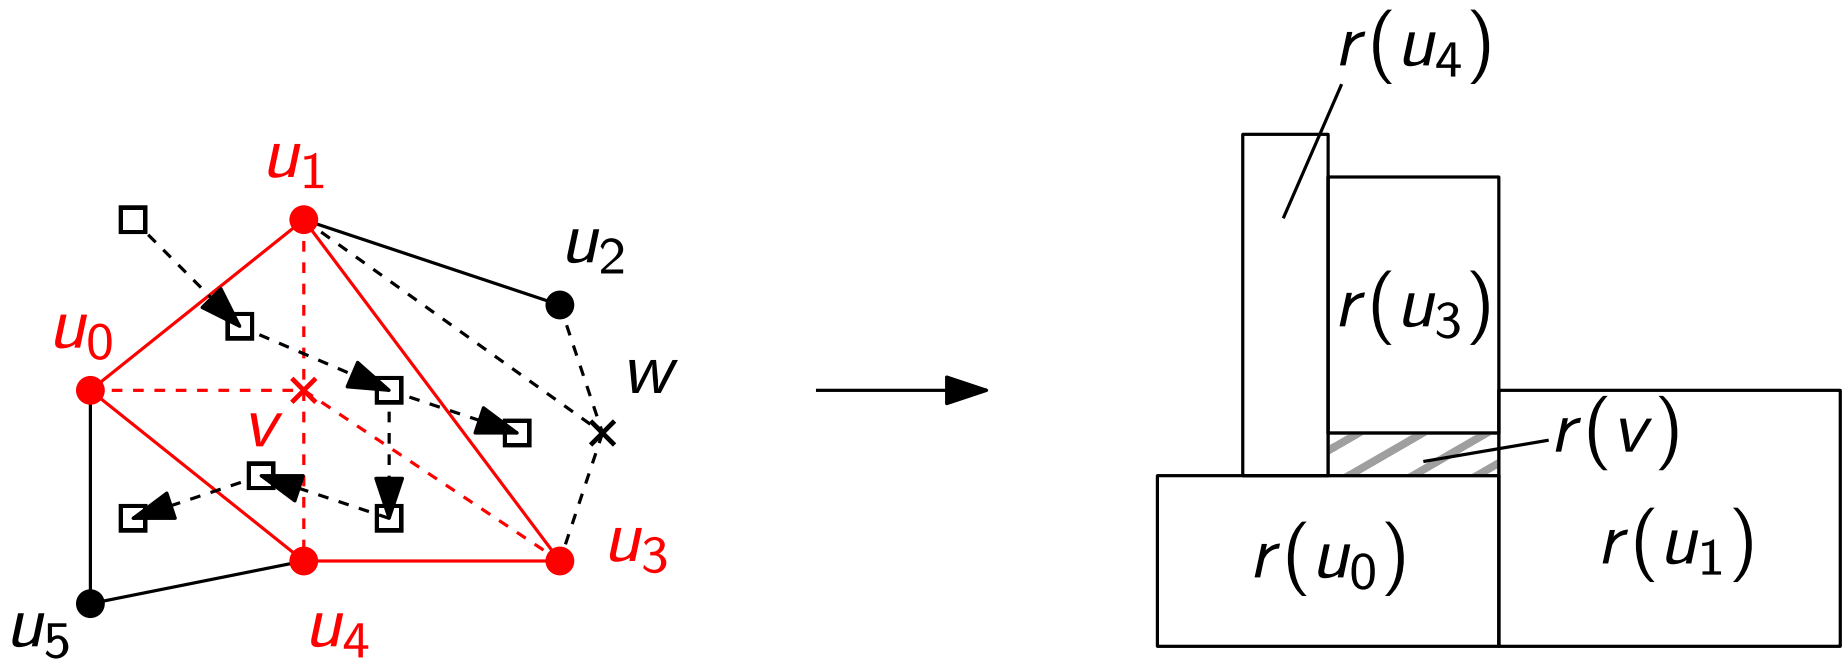 r(u₄)
u₁
u₂
u₀
r(u₃)
w
v
r(v)
u₃
r(u₀)
r(u₁)
u₅
u₄